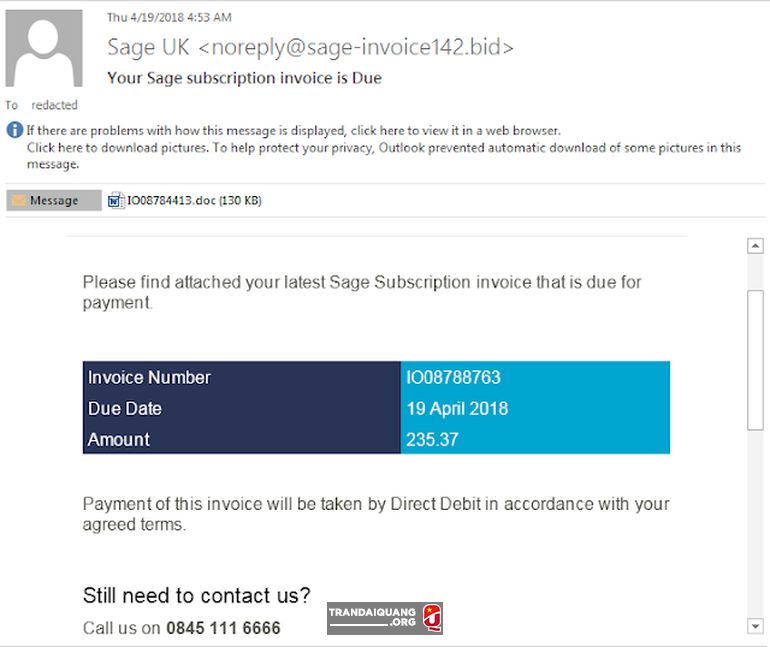 Thu 4/19/2018 4:53 AM
Sage UK <noreply@sage-invoice142.bid>
Your Sage subscription invoice is Due
To redacted
If there are problems with how this message is displayed, click here to view it in a web browser.
Click here to download pictures. To help protect your privacy, Outlook prevented automatic download of some pictures in this
message.
Message IO08784413.doc (130 KB)
Please find attached your latest Sage Subscription invoice that is due for
payment.
Invoice Number IO08788763
Due Date 19 April 2018
Amount 235.37
Payment of this invoice will be taken by Direct Debit in accordance with your
agreed terms.
Still need to contact us?
TRANDAIQUANG
.ORG
Call us on 0845 111 6666